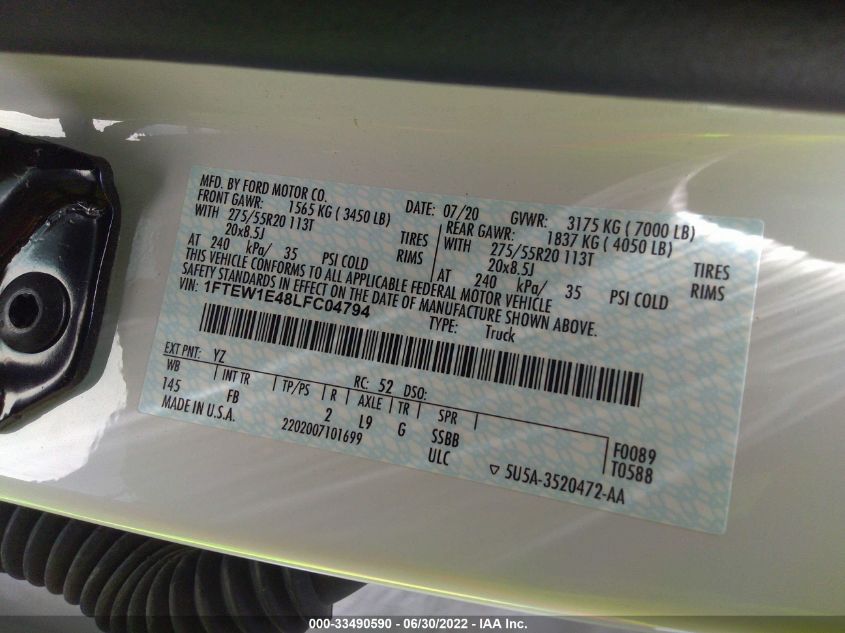 MFD. BY FORD MOTOR CO. DATE: 07/20 GVWR: 3175 KG ( 7000 LB)
FRONT GAWR: 1565 KG ( 3450 LB) REAR GAWR: 1837 KG ( 4050 LB)
WITH 275/55R20 113T TIRES WITH 275/55R20 113T TIRES
20x8.5J RIMS 20x8.5J RIMS
AT 240 kPa/ 35 PSI COLD AT 240 kPa/ 35 PSI COLD
THIS VEHICLE CONFORMS TO ALL APPLICABLE FEDERAL MOTOR VEHICLE
SAFETY STANDARDS IN EFFECT ON THE DATE OF MANUFACTURE SHOWN ABOVE.
VIN: 1FTEW1E48LFC04794
TYPE: Truck
EXT PNT: YZ RC: 52 DSO:
WB INT TR TP/PS R AXLE TR SPR
145 FB 2 L9 G SSBB F0089
MADE IN U.S.A. 2202007101699 ULC T0588
▽ 5U5A-3520472-AA
000-33490590 - 06/30/2022 - IAA Inc.